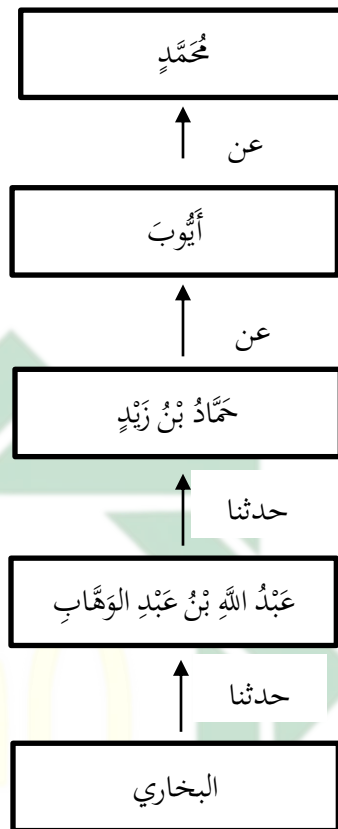 مُحَمَّدٍ
عن
أَيُّوبَ
عن
حَمَّادُ بْنُ زَيْدٍ
حدثنا
عَبْدُ اللَّهِ بْنُ عَبْدِ الوَهَّابِ
حدثنا
البخاري